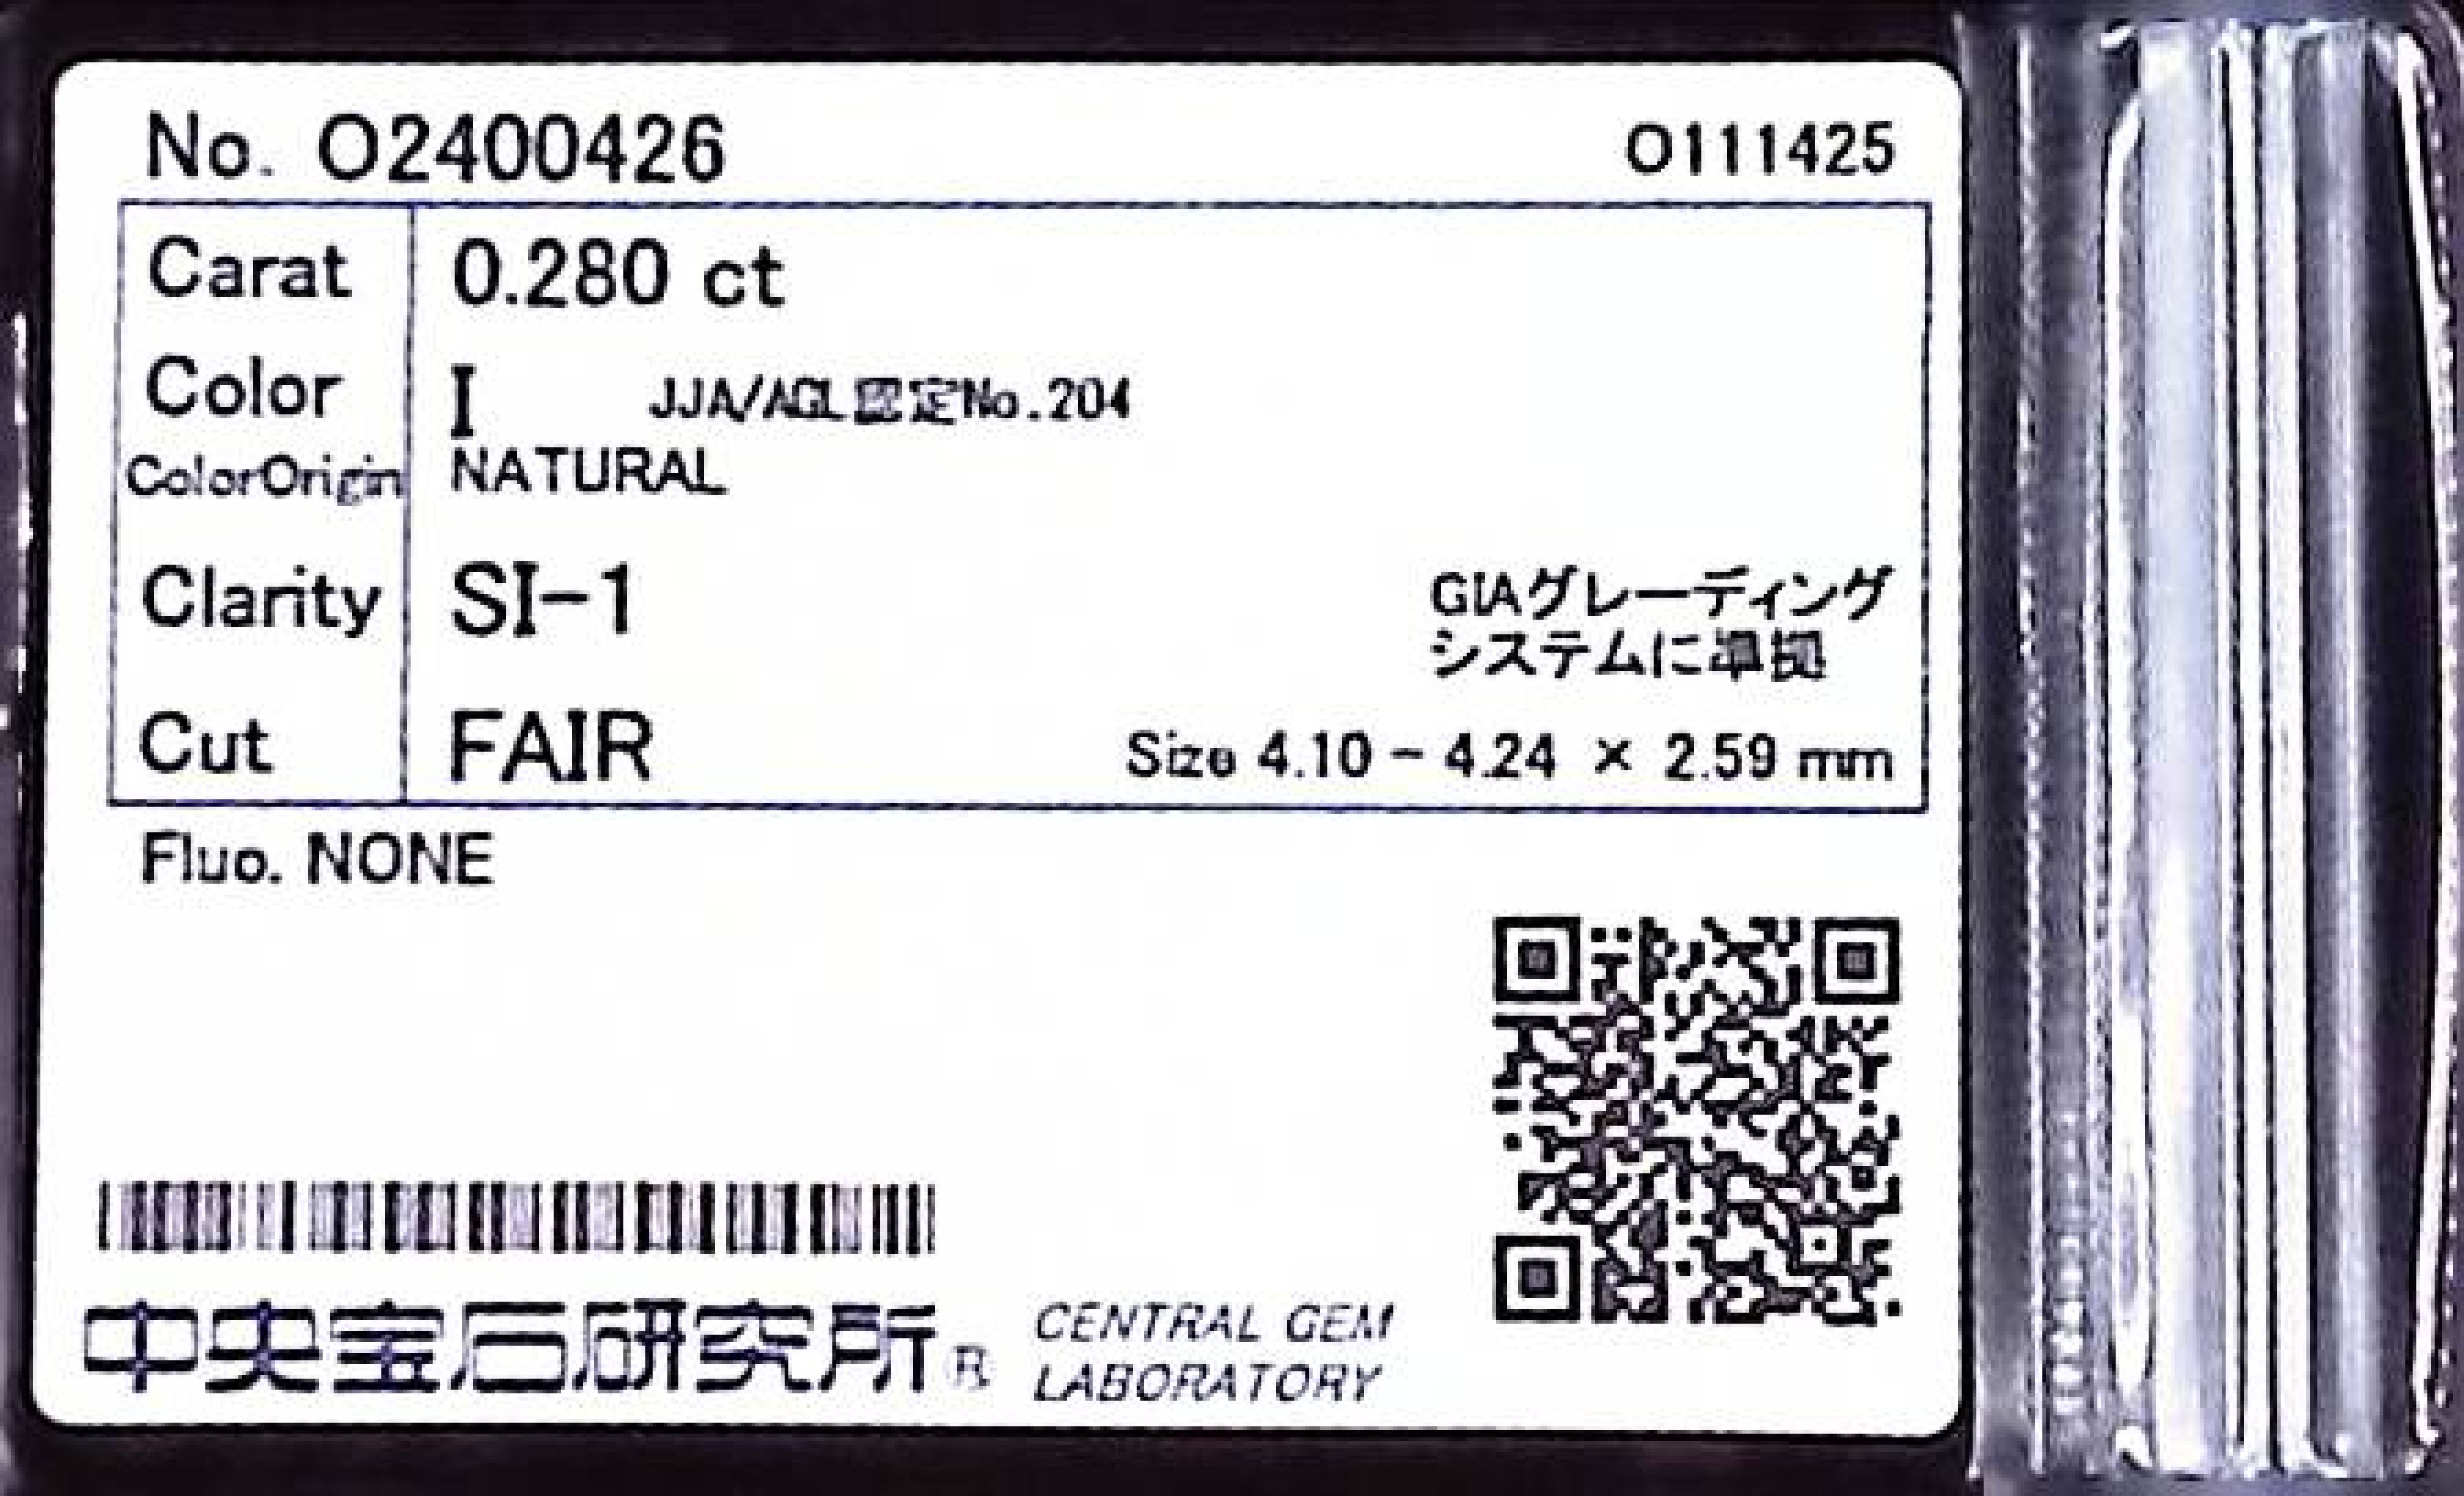 No. O2400426
O111425
Carat 0.280 ct
Color I JJA/AGL認定No.204
ColorOrigin NATURAL
Clarity SI-1
GIAグレーディング
システムに準拠
Cut FAIR
Size 4.10 - 4.24 × 2.59 mm
Fluo. NONE
中央宝石研究所®
CENTRAL GEM
LABORATORY